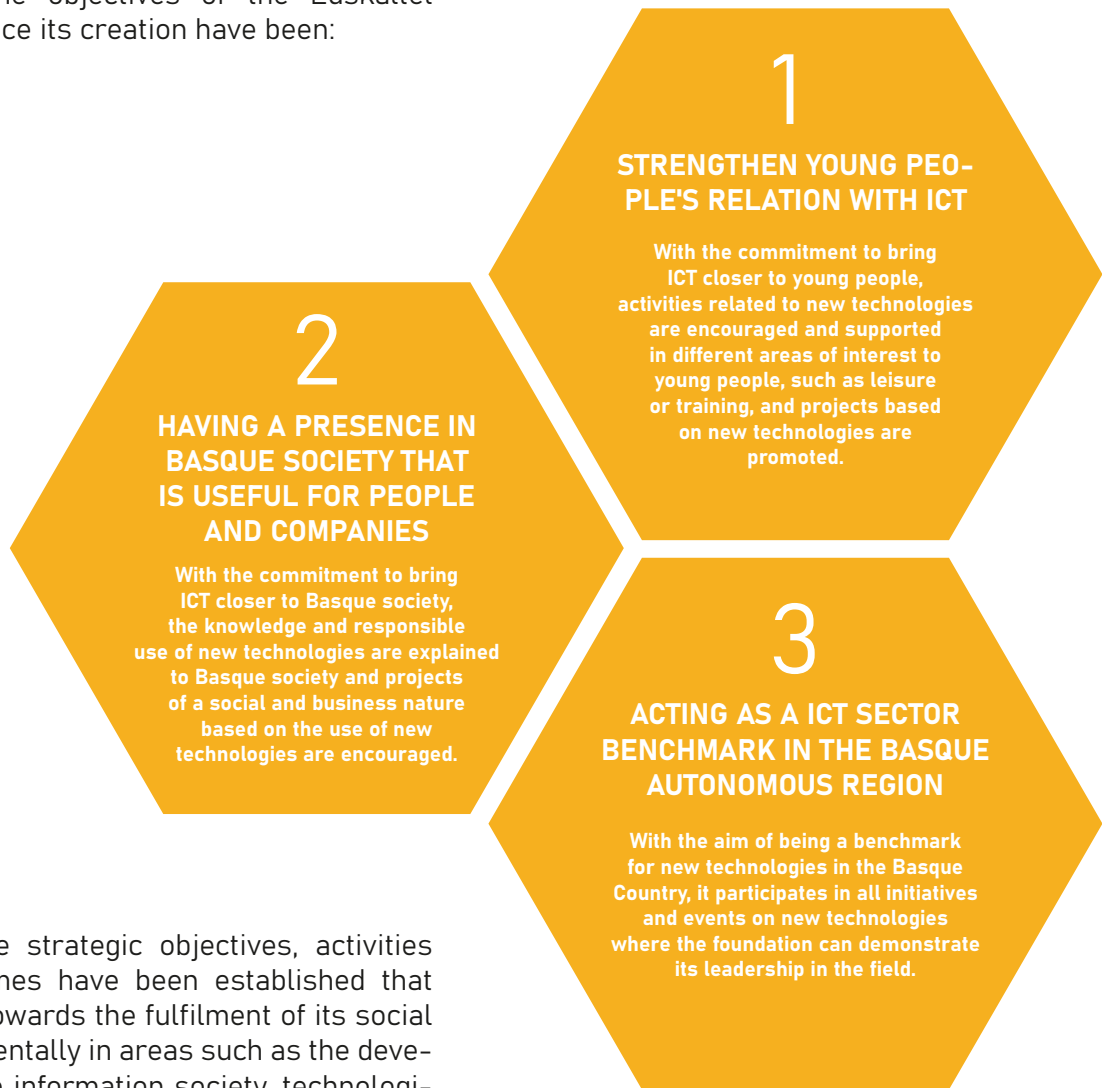 objectives of the Euskaltel
ce its creation have been:
1
STRENGTHEN YOUNG PEO-
PLE'S RELATION WITH ICT
With the commitment to bring
ICT closer to young people,
activities related to new technologies
are encouraged and supported
in different areas of interest to
young people, such as leisure
or training, and projects based
on new technologies are
promoted.
2
HAVING A PRESENCE IN
BASQUE SOCIETY THAT
IS USEFUL FOR PEOPLE
AND COMPANIES
With the commitment to bring
ICT closer to Basque society,
the knowledge and responsible
use of new technologies are explained
to Basque society and projects
of a social and business nature
based on the use of new
technologies are encouraged.
3
ACTING AS A ICT SECTOR
BENCHMARK IN THE BASQUE
AUTONOMOUS REGION
With the aim of being a benchmark
for new technologies in the Basque
Country, it participates in all initiatives
and events on new technologies
where the foundation can demonstrate
its leadership in the field.
e strategic objectives, activities
mes have been established that
owards the fulfilment of its social
entally in areas such as the deve-
information society, technologi-